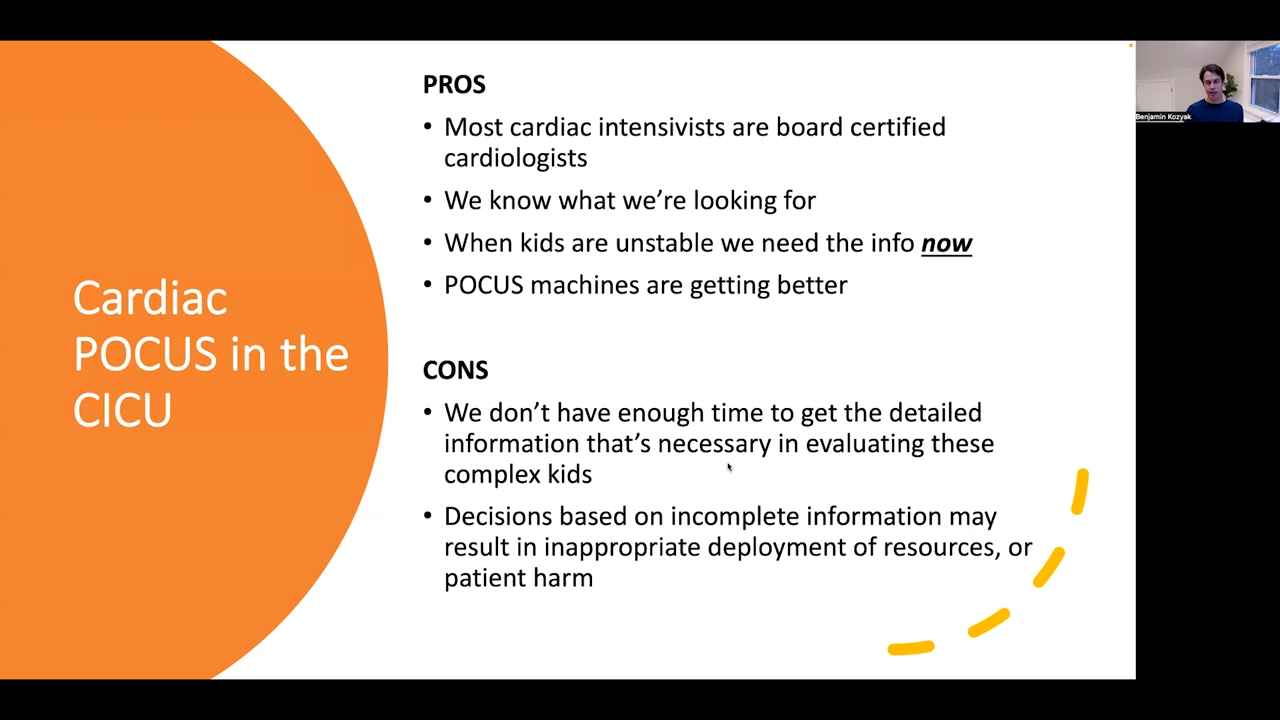 Cardiac
POCUS in the
CICU
PROS
• Most cardiac intensivists are board certified
cardiologists
• We know what we’re looking for
• When kids are unstable we need the info now
• POCUS machines are getting better
CONS
• We don’t have enough time to get the detailed
information that’s necessary in evaluating these
complex kids
• Decisions based on incomplete information may
result in inappropriate deployment of resources, or
patient harm
Benjamin Kozyak